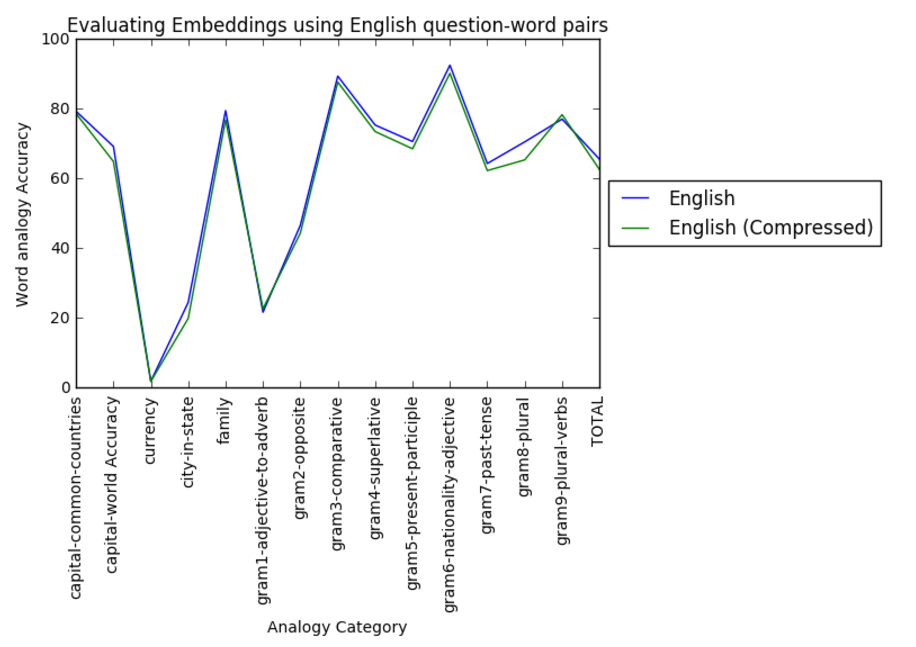 Evaluating Embeddings using English question-word pairs
100
80
60
40
20
0
Word analogy Accuracy
English
English (Compressed)
capital-common-countries
capital-world Accuracy
currency
city-in-state
family
gram1-adjective-to-adverb
gram2-opposite
gram3-comparative
gram4-superlative
gram5-present-participle
gram6-nationality-adjective
gram7-past-tense
gram8-plural
gram9-plural-verbs
TOTAL
Analogy Category